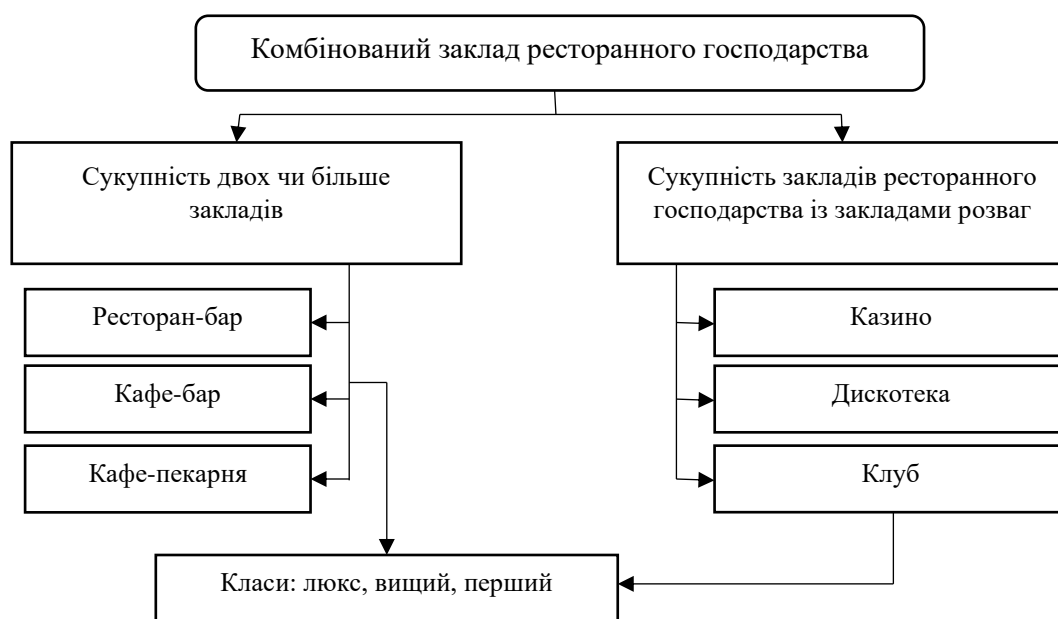 Комбінований заклад ресторанного господарства
Сукупність двох чи більше
закладів
Сукупність закладів ресторанного
господарства із закладами розваг
Ресторан-бар
Казино
Кафе-бар
Дискотека
Кафе-пекарня
Клуб
Класи: люкс, вищий, перший